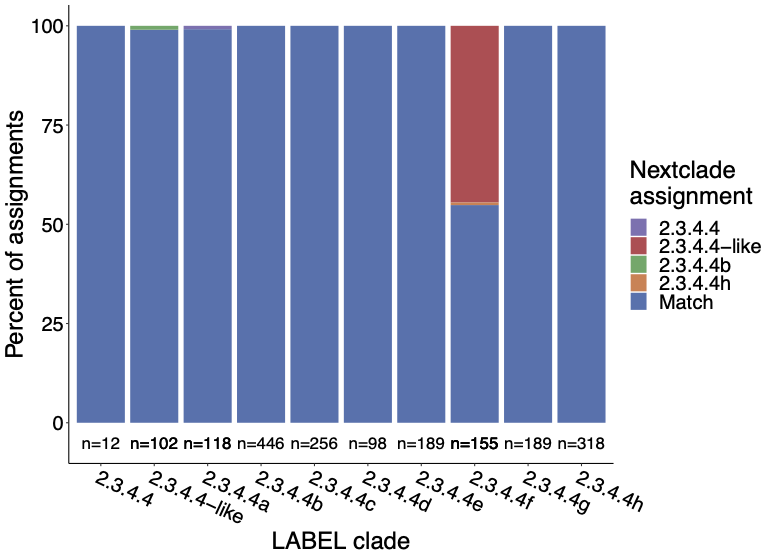 100
75
50
25
0
Percent of assignments
n=12 n=102 n=118 n=446 n=256 n=98 n=189 n=155 n=189 n=318
2.3.4.4
2.3.4.4–like
2.3.4.4a
2.3.4.4b
2.3.4.4c
2.3.4.4d
2.3.4.4e
2.3.4.4f
2.3.4.4g
2.3.4.4h
LABEL clade
Nextclade
assignment
2.3.4.4
2.3.4.4–like
2.3.4.4b
2.3.4.4h
Match